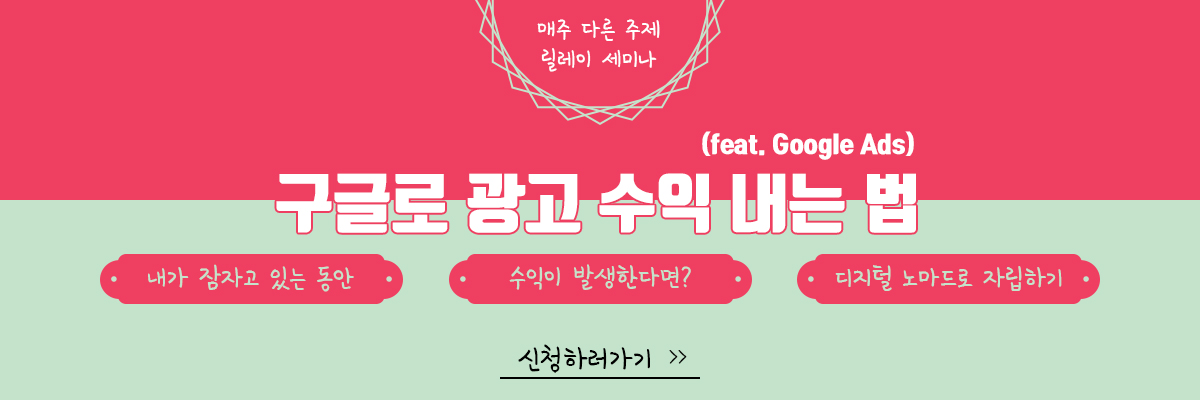 매주 다른 주제
릴레이 세미나
(feat. Google Ads)
구글로 광고 수익 내는 법
내가 잠자고 있는 동안
수익이 발생한다면?
디지털 노마드로 자립하기
신청하러가기 >>